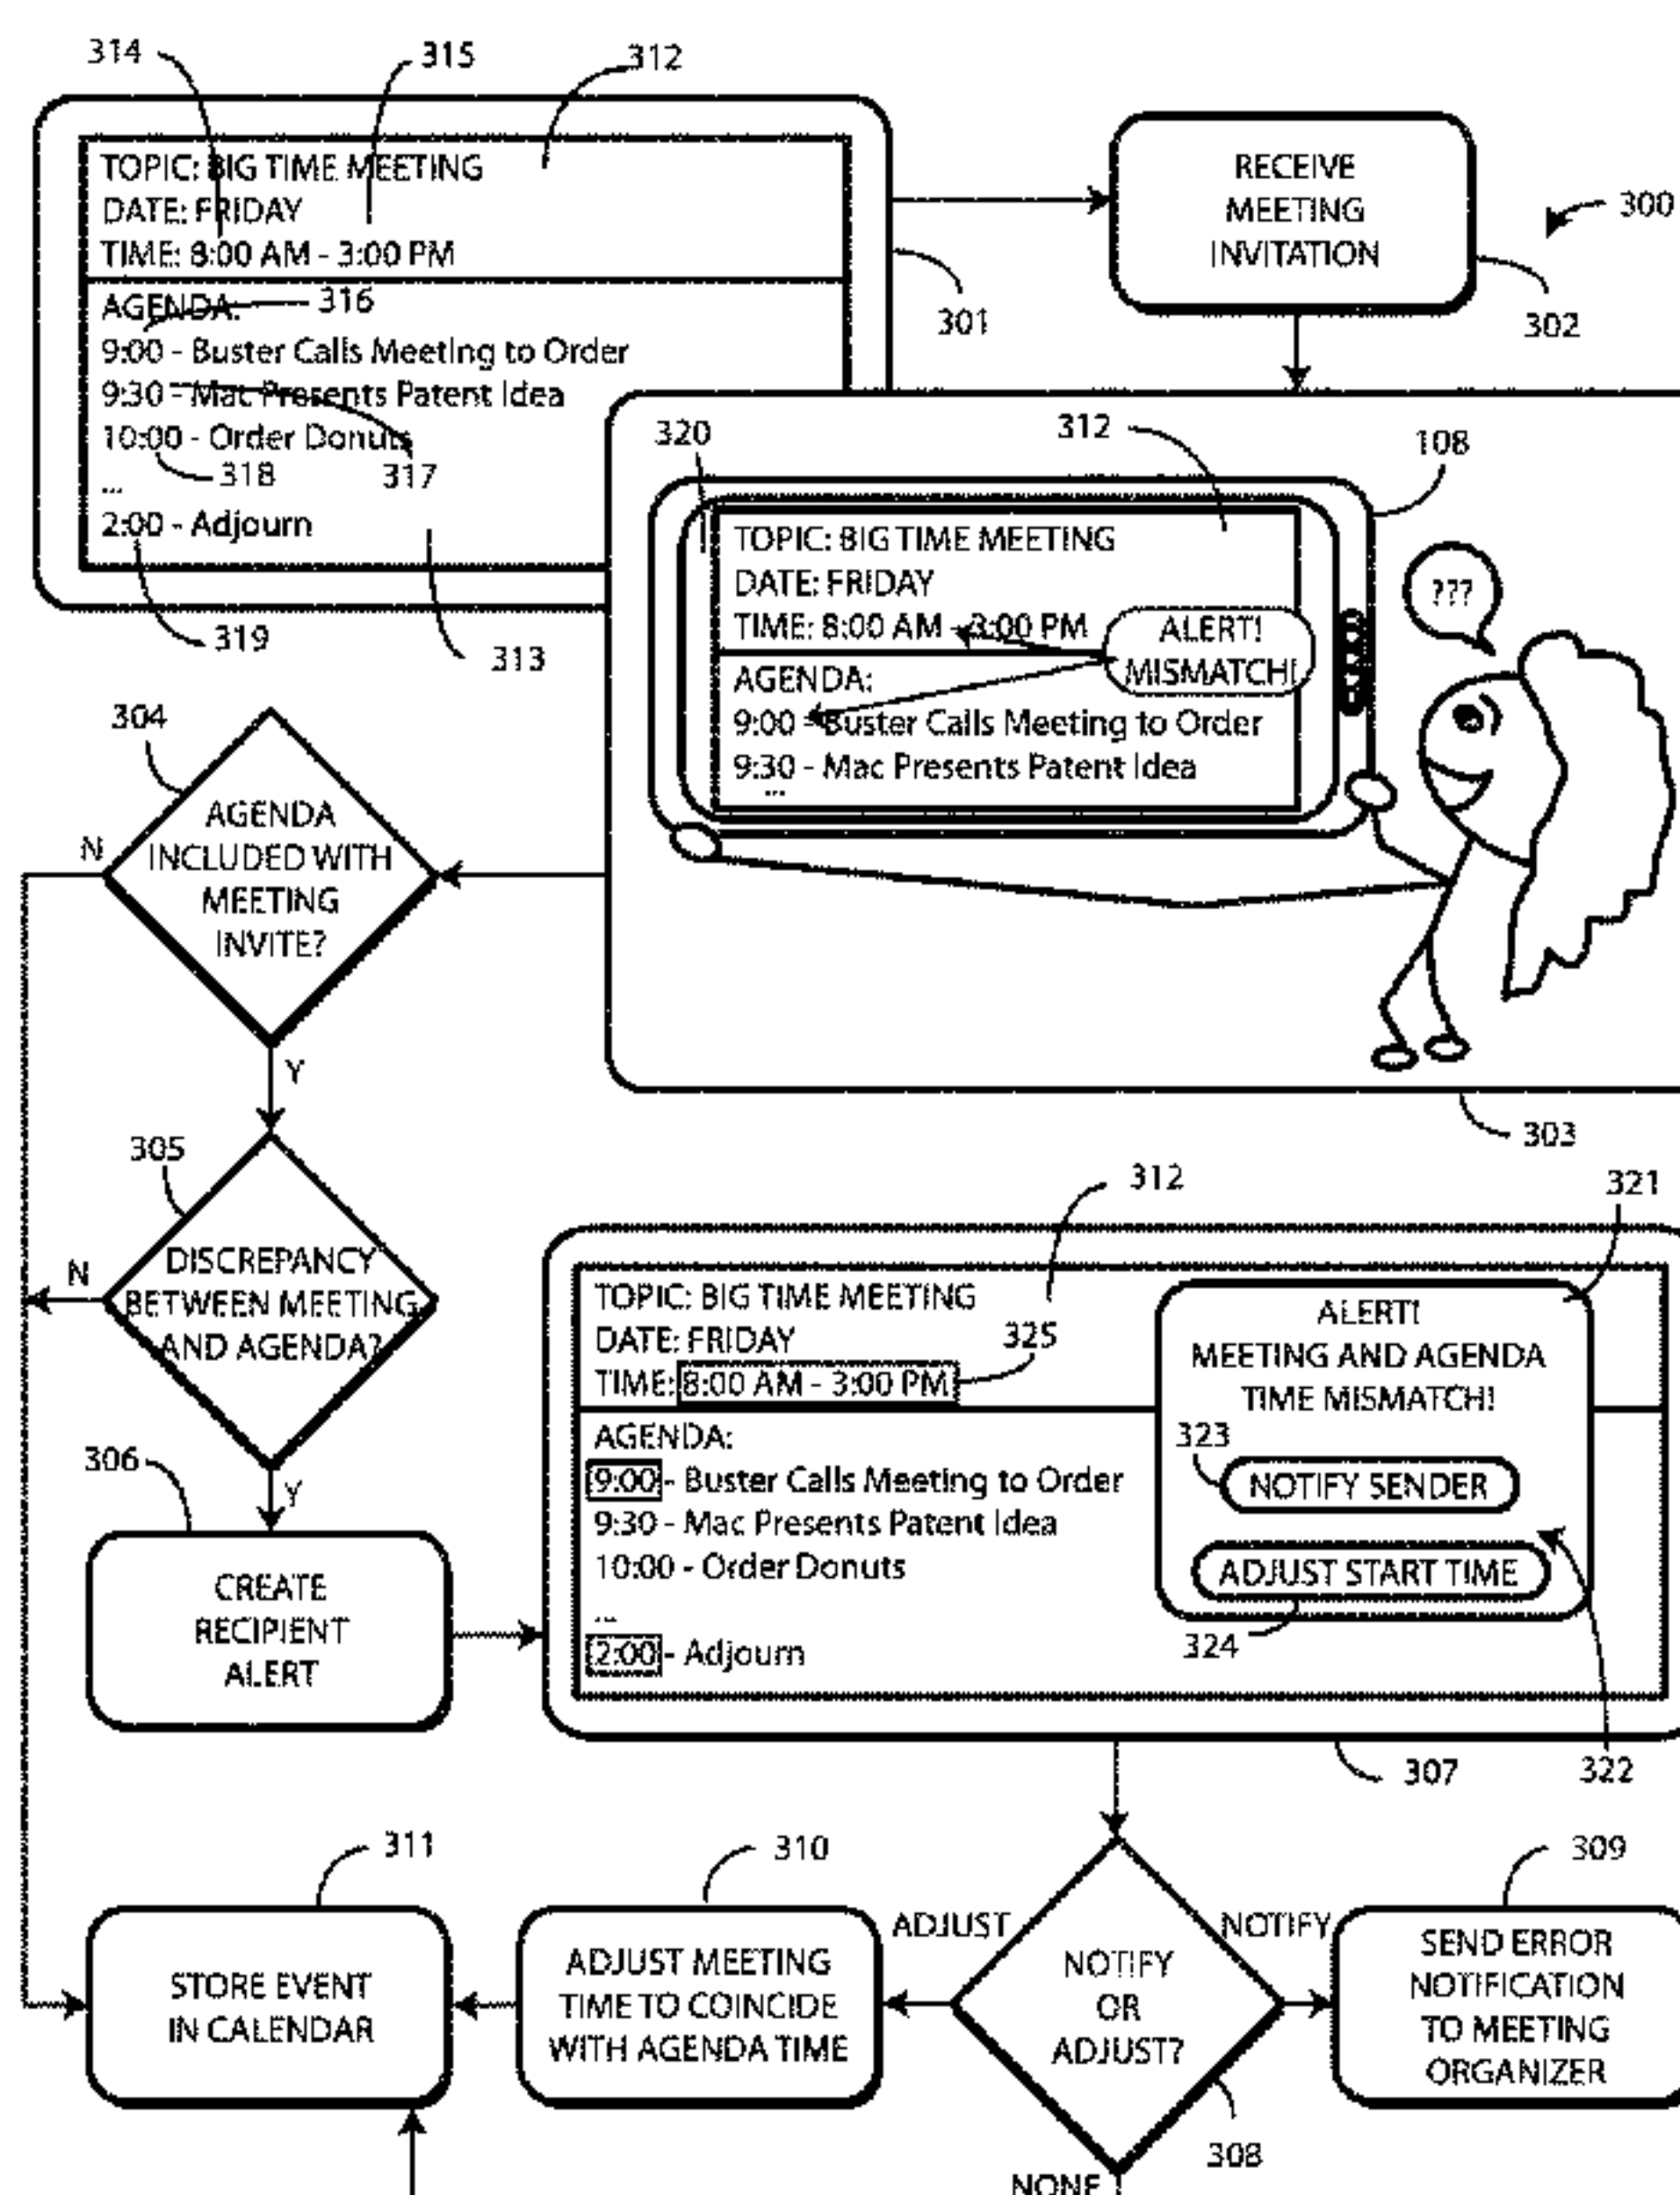 314
315
312
TOPIC: BIG TIME MEETING
DATE: FRIDAY
TIME: 8:00 AM - 3:00 PM
AGENDA:
316
9:00 - Buster Calls Meeting to Order
9:30 - Mac Presents Patent Idea
10:00 - Order Donuts
318
317
...
2:00 - Adjourn
319
313
301
RECEIVE
MEETING
INVITATION
300
302
320
312
108
TOPIC: BIG TIME MEETING
DATE: FRIDAY
TIME: 8:00 AM - 3:00 PM
ALERT!
MISMATCH!
AGENDA:
9:00 - Buster Calls Meeting to Order
9:30 - Mac Presents Patent Idea
...
???
303
304
AGENDA
INCLUDED WITH
MEETING
INVITE?
N
Y
305
DISCREPANCY
BETWEEN MEETING
AND AGENDA?
N
Y
306
CREATE
RECIPIENT
ALERT
312
321
TOPIC: BIG TIME MEETING
DATE: FRIDAY
325
TIME: 8:00 AM - 3:00 PM
AGENDA:
9:00 - Buster Calls Meeting to Order
9:30 - Mac Presents Patent Idea
10:00 - Order Donuts
...
2:00 - Adjourn
ALERT!
MEETING AND AGENDA
TIME MISMATCH!
323
NOTIFY SENDER
ADJUST START TIME
324
307
322
311
STORE EVENT
IN CALENDAR
310
ADJUST MEETING
TIME TO COINCIDE
WITH AGENDA TIME
ADJUST
NOTIFY
OR
ADJUST?
NOTIFY
308
NONE
309
SEND ERROR
NOTIFICATION
TO MEETING
ORGANIZER